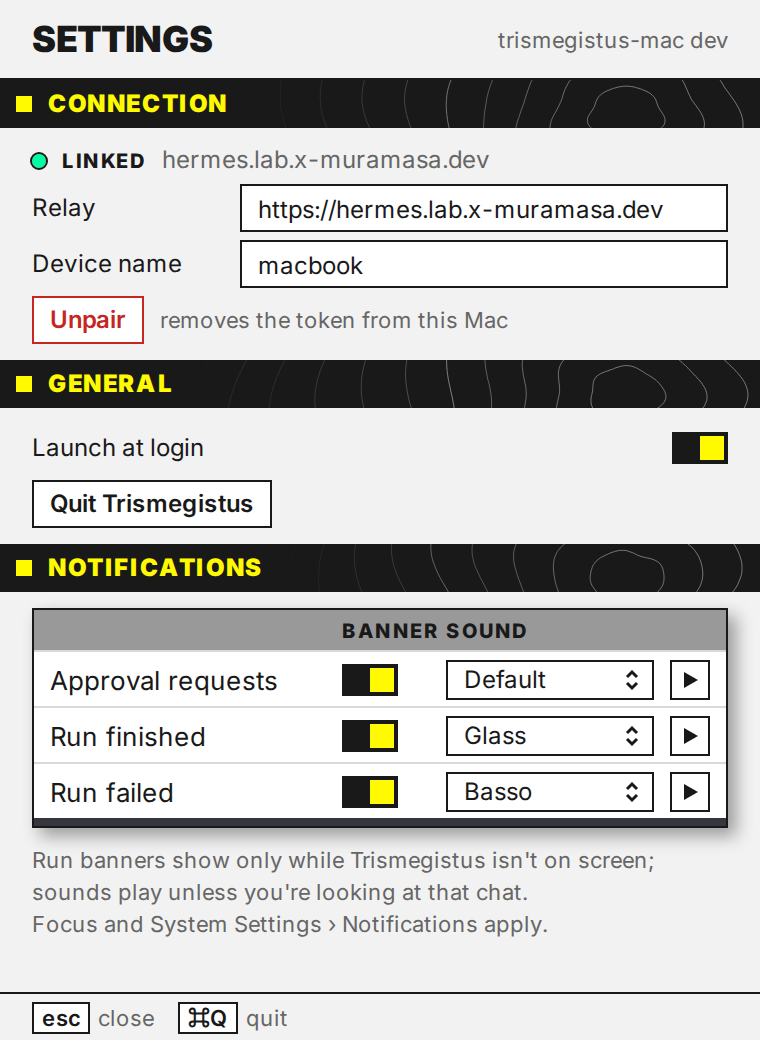 SETTINGS
trismegistus-mac dev
CONNECTION
LINKED hermes.lab.x-muramasa.dev
Relay https://hermes.lab.x-muramasa.dev
Device name macbook
Unpair removes the token from this Mac
GENERAL
Launch at login
Quit Trismegistus
NOTIFICATIONS
BANNER SOUND
Approval requests Default
Run finished Glass
Run failed Basso
Run banners show only while Trismegistus isn't on screen;
sounds play unless you're looking at that chat.
Focus and System Settings › Notifications apply.
esc close ⌘Q quit